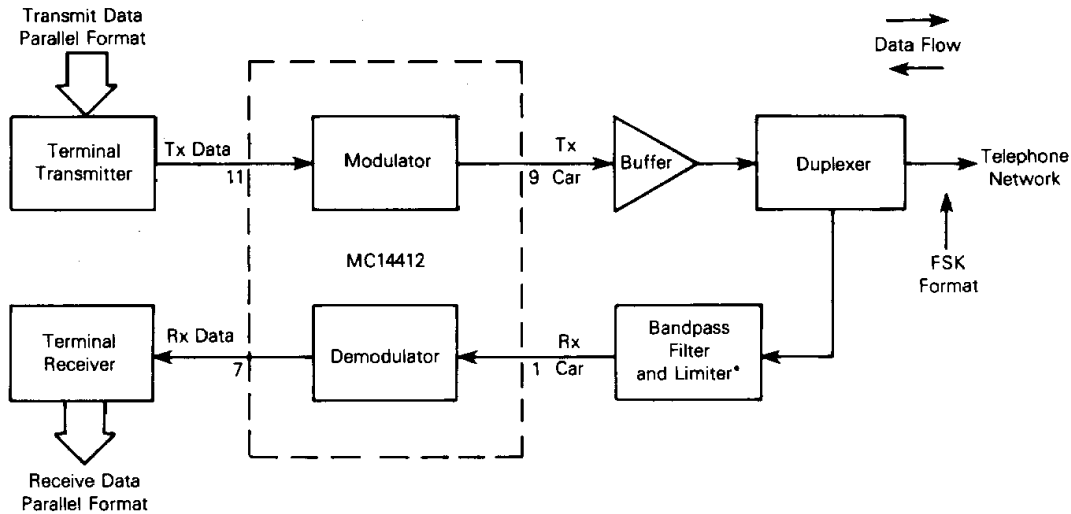 Transmit Data
Parallel Format
Data Flow
Terminal
Transmitter
Tx Data
11
Modulator
Tx
9 Car
Buffer
Duplexer
Telephone
Network
MC14412
FSK
Format
Terminal
Receiver
Rx Data
7
Demodulator
Rx
1 Car
Bandpass
Filter
and Limiter*
Receive Data
Parallel Format